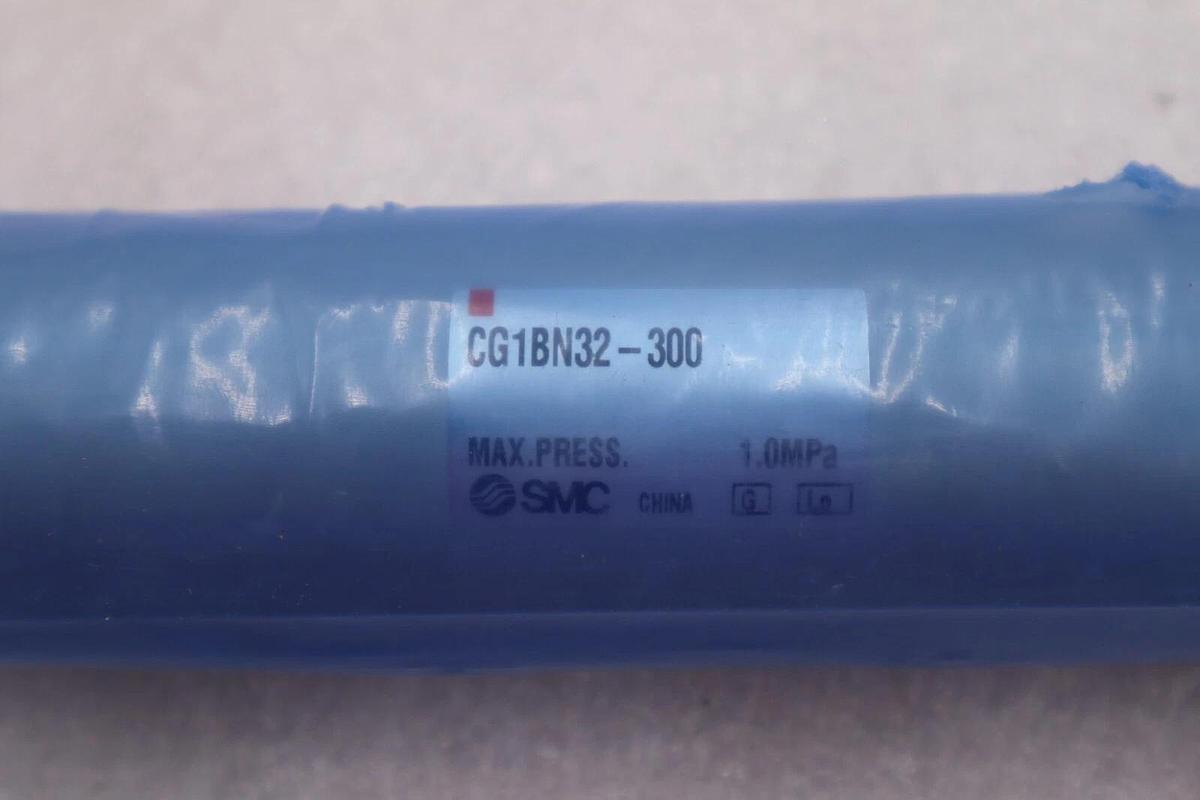 CG1BN32-300
MAX.PRESS. 1.0MPa
SMC CHINA G